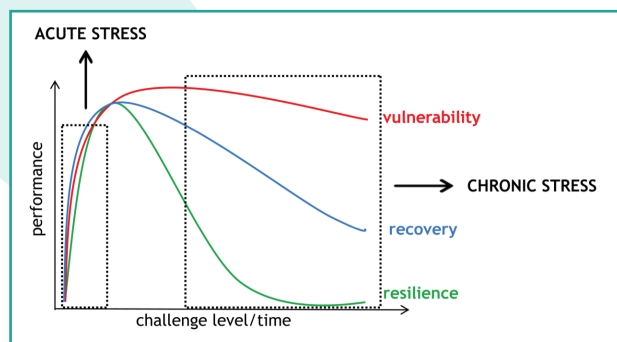 ACUTE STRESS
performance
vulnerability
CHRONIC STRESS
recovery
resilience
challenge level/time